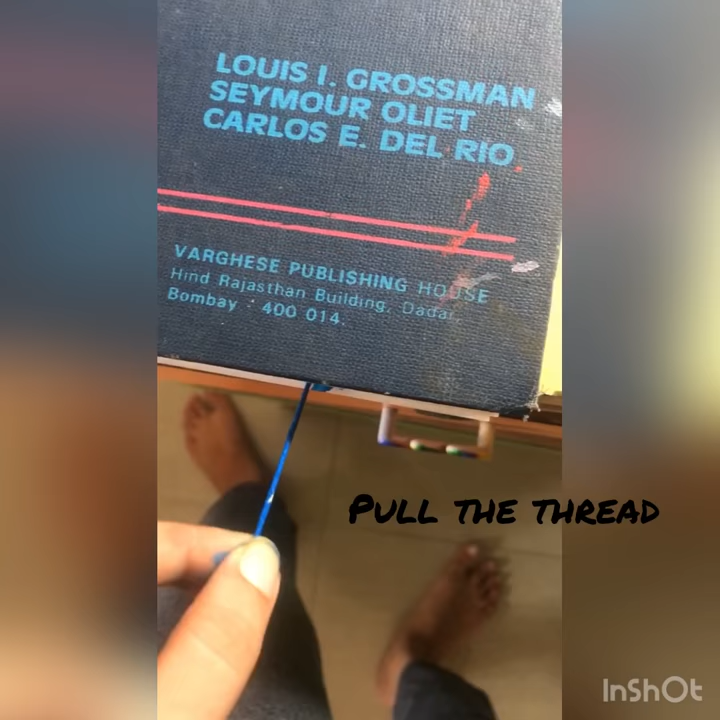 LOUIS I. GROSSMAN
SEYMOUR OLIET
CARLOS E. DEL RIO
VARGHESE PUBLISHING HOUSE
Hind Rajasthan Building, Dadar
Bombay - 400 014.
PULL THE THREAD
InShOt